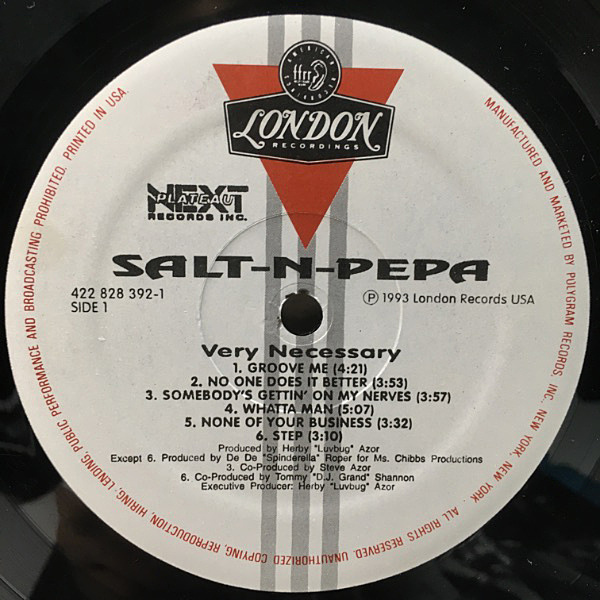 AMERICAN RECORDINGS
ffrr
LONDON
RECORDINGS
NEXT
PLATEAU
RECORDS INC.
SALT-N-PEPA
422 828 392-1
SIDE 1
Ⓟ 1993 London Records USA
Very Necessary
1. GROOVE ME (4:21)
2. NO ONE DOES IT BETTER (3:53)
3. SOMEBODY'S GETTIN' ON MY NERVES (3:57)
4. WHATTA MAN (5:07)
5. NONE OF YOUR BUSINESS (3:32)
6. STEP (3:10)
Produced by Herby "Luvbug" Azor
Except 6. Produced by De De "Spinderella" Roper for Ms. Chibbs Productions
3. Co-Produced by Steve Azor
6. Co-Produced by Tommy "D.J. Grand" Shannon
Executive Producer: Herby "Luvbug" Azor
MANUFACTURED AND MARKETED BY POLYGRAM RECORDS INC. NEW YORK, NEW YORK. ALL RIGHTS RESERVED. UNAUTHORIZED COPYING, REPRODUCTION HIRING, LENDING, PUBLIC PERFORMANCE AND BROADCASTING PROHIBITED. PRINTED IN USA.